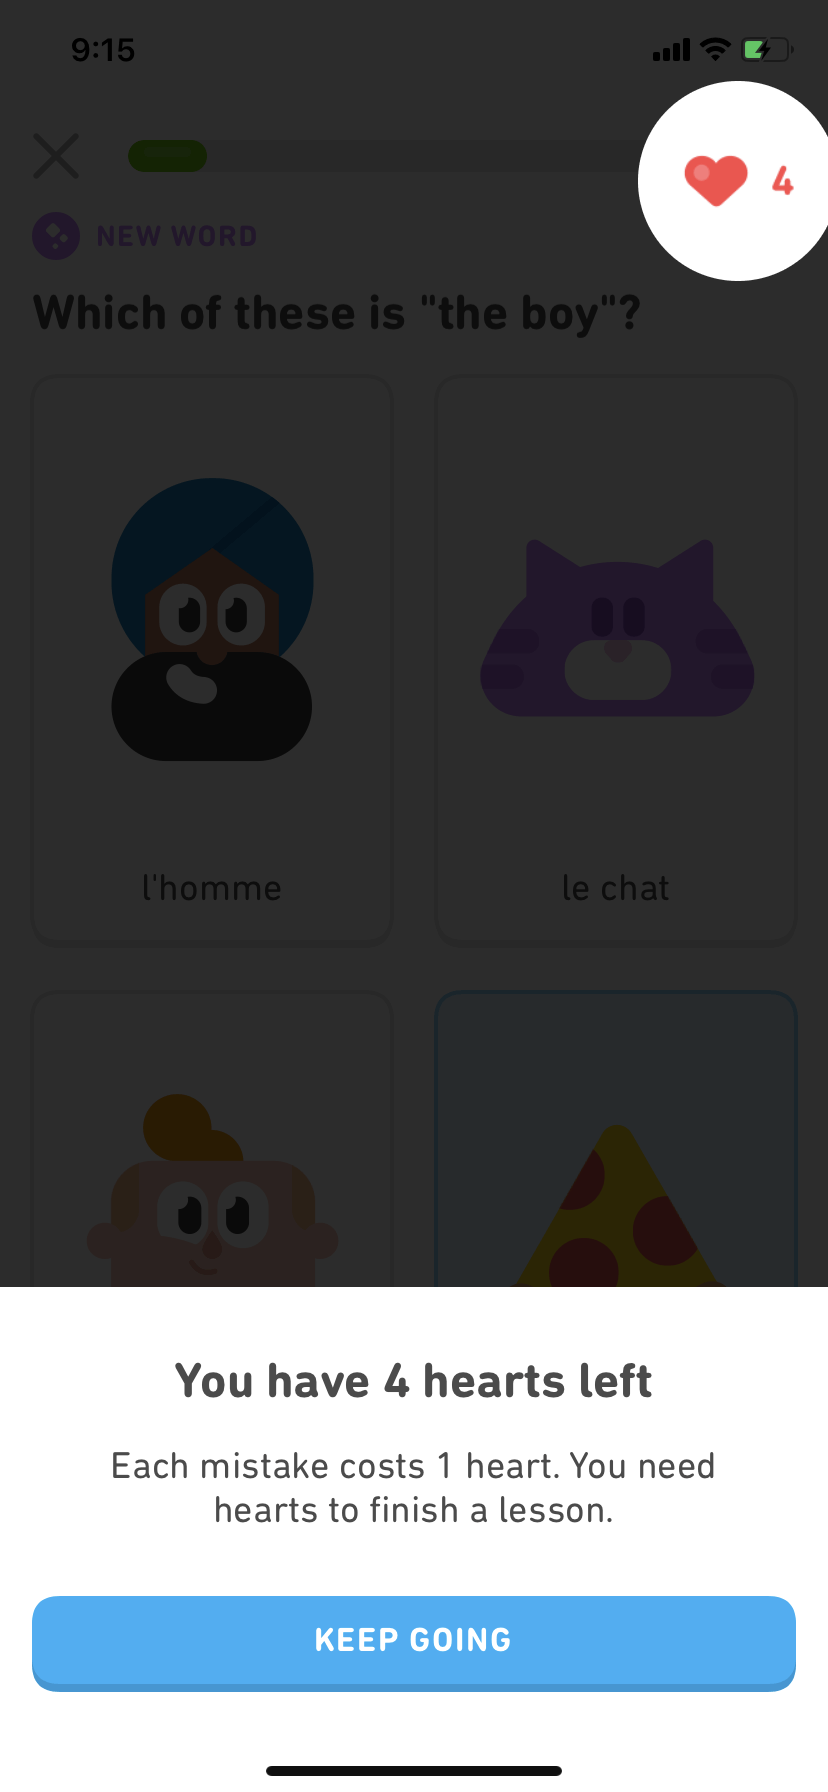 9:15
4
NEW WORD
Which of these is "the boy"?
l'homme
le chat
You have 4 hearts left
Each mistake costs 1 heart. You need
hearts to finish a lesson.
KEEP GOING